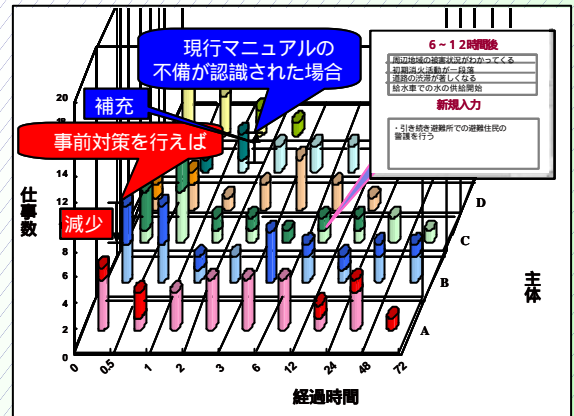 現行マニュアルの
不備が認識された場合
補充
事前対策を行えば
減少
6~12時間後
周辺地域の被害状況がわかってくる
初期消火活動が一段落
道路の渋滞が著しくなる
給水車での水の供給開始
新規入力
・引き続き避難所での避難住民の
警護を行う
仕事数
20
14
12
8
6
4
2
0
0
0.5
1
2
3
6
12
24
48
72
経過時間
A
B
C
D
主体